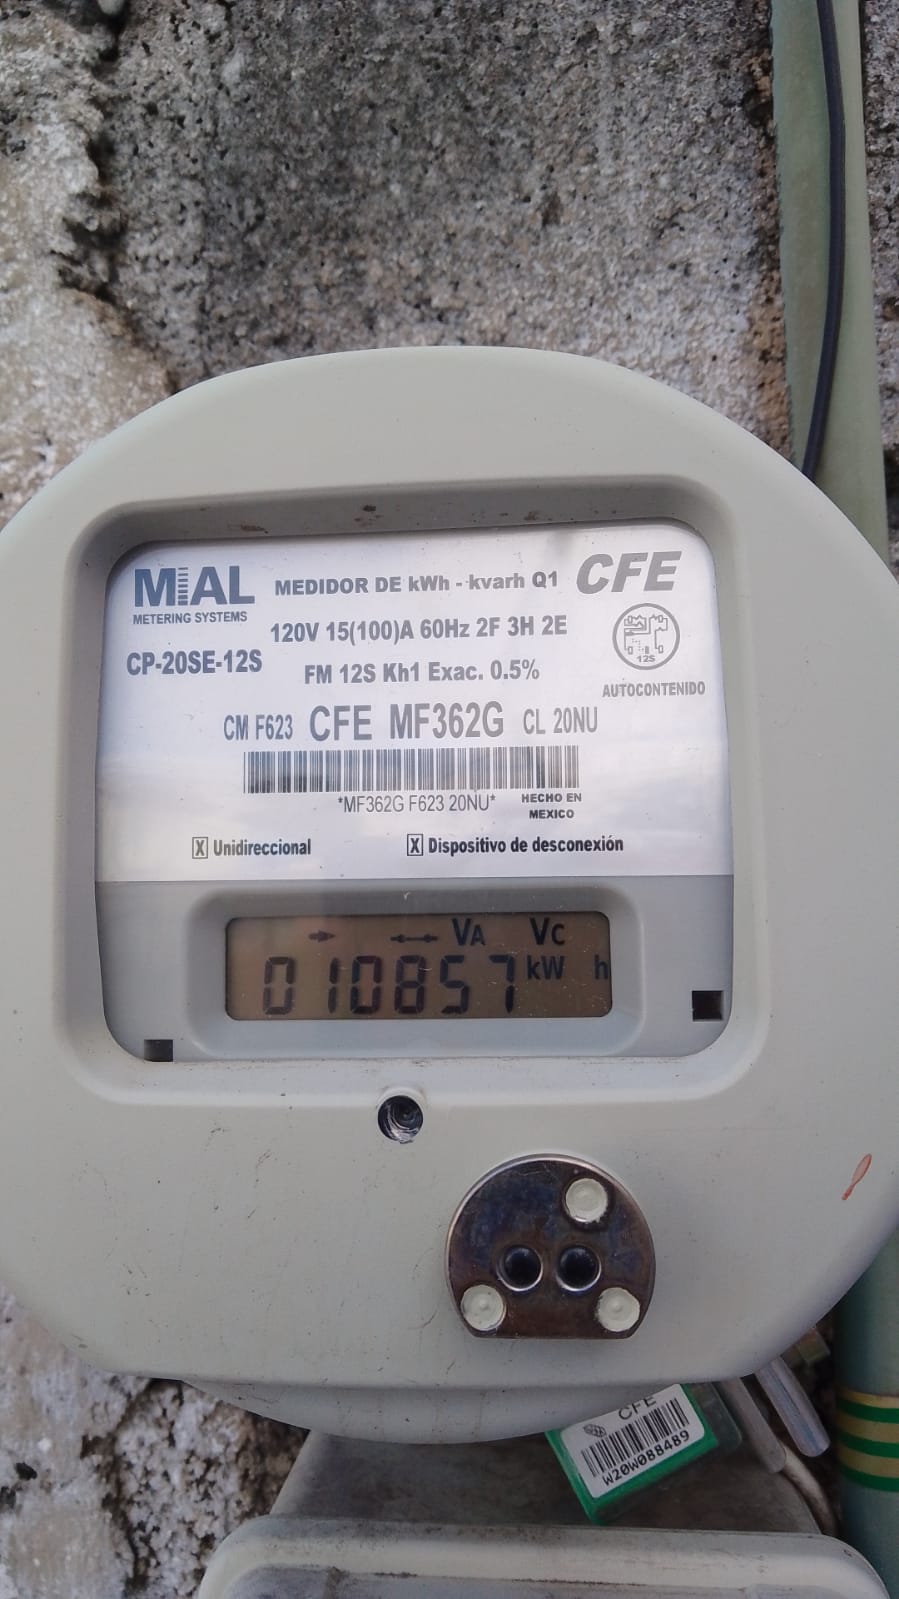 MIAL MEDIDOR DE kWh - kvarh Q1 CFE
METERING SYSTEMS
120V 15(100)A 60Hz 2F 3H 2E
CP-20SE-12S
FM 12S Kh1 Exac. 0.5%
12S
AUTOCONTENIDO
CM F623 CFE MF362G CL 20NU
*MF362G F623 20NU*
HECHO EN
MEXICO
X Unidireccional X Dispositivo de desconexión
VA VC
010857 kW h
CFE
W20W088489